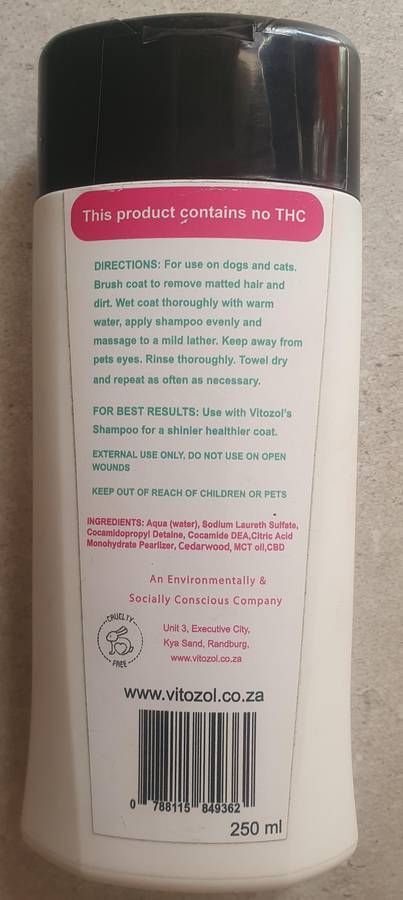 This product contains no THC
DIRECTIONS: For use on dogs and cats.
Brush coat to remove matted hair and
dirt. Wet coat thoroughly with warm
water, apply shampoo evenly and
massage to a mild lather. Keep away from
pets eyes. Rinse thoroughly. Towel dry
and repeat as often as necessary.
FOR BEST RESULTS: Use with Vitozol's
Shampoo for a shinier healthier coat.
EXTERNAL USE ONLY, DO NOT USE ON OPEN
WOUNDS
KEEP OUT OF REACH OF CHILDREN OR PETS
INGREDIENTS: Aqua (water), Sodium Laureth Sulfate,
Cocamidopropyl Detaine, Cocamide DEA,Citric Acid
Monohydrate Pearlizer, Cedarwood, MCT oil,CBD
An Environmentally &
Socially Conscious Company
CRUELTY
FREE
Unit 3, Executive City,
Kya Sand, Randburg,
www.vitozol.co.za
www.vitozol.co.za
0 788115 849362
250 ml